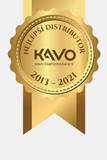 NEJLEPŠÍ DISTRIBUTOR
KAVO
2013 - 2021